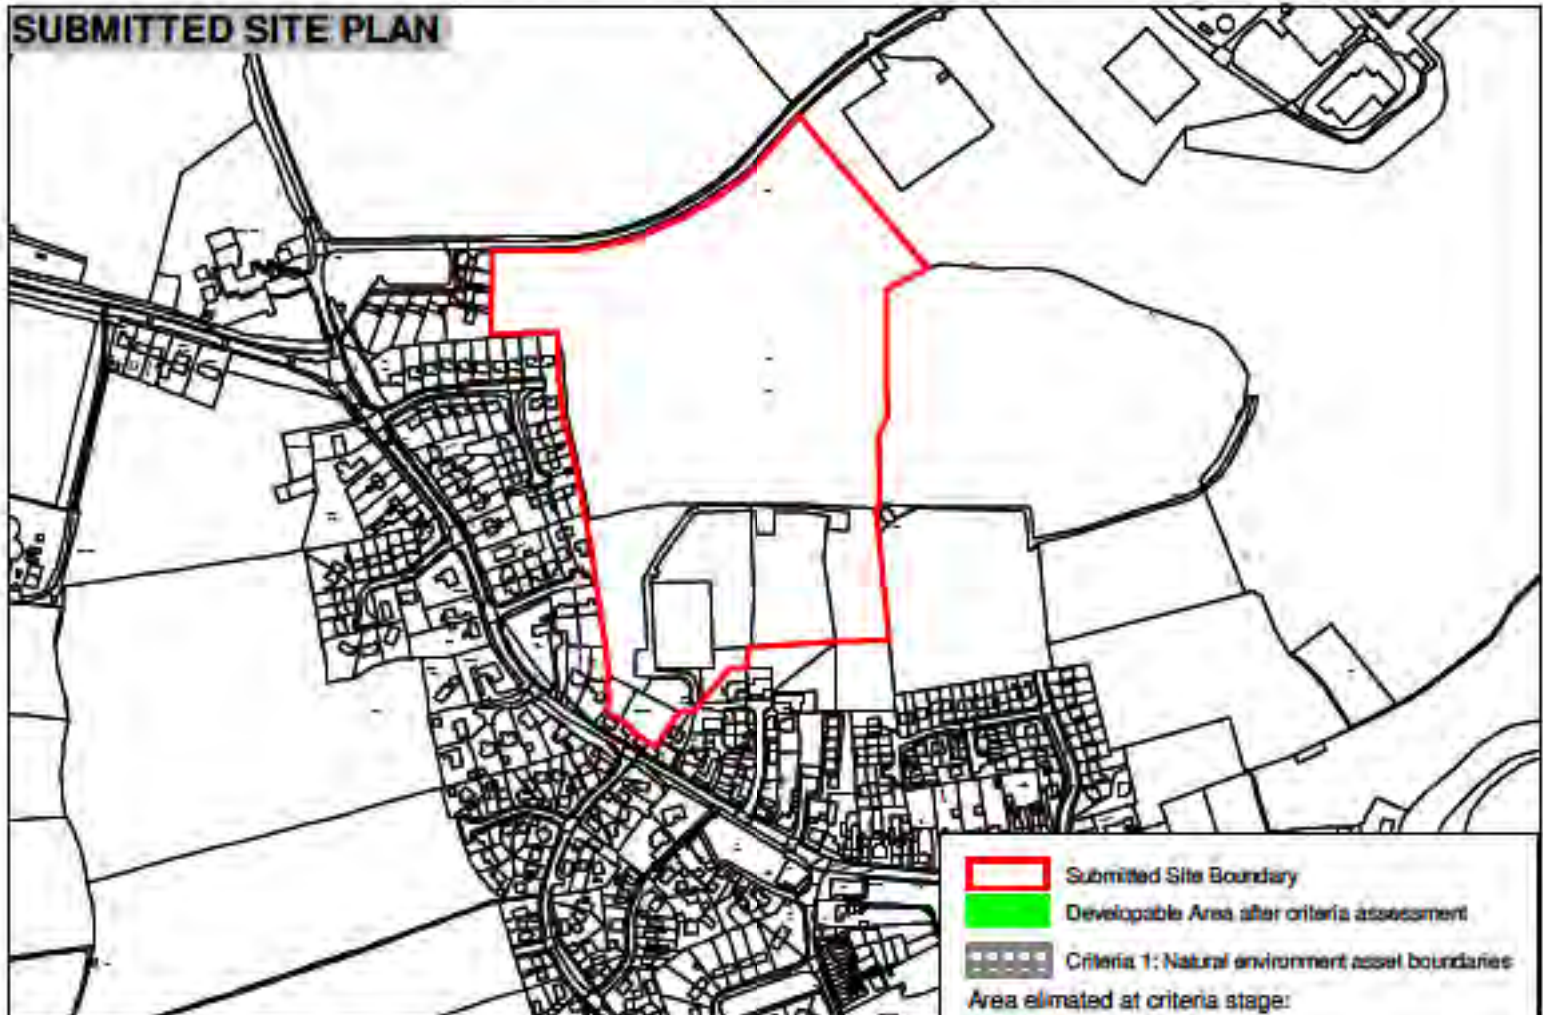 SUBMITTED SITE PLAN
Submitted Site Boundary
Developable Area after criteria assessment
Criteria 1: Natural environment asset boundaries
Area elimated at criteria stage: